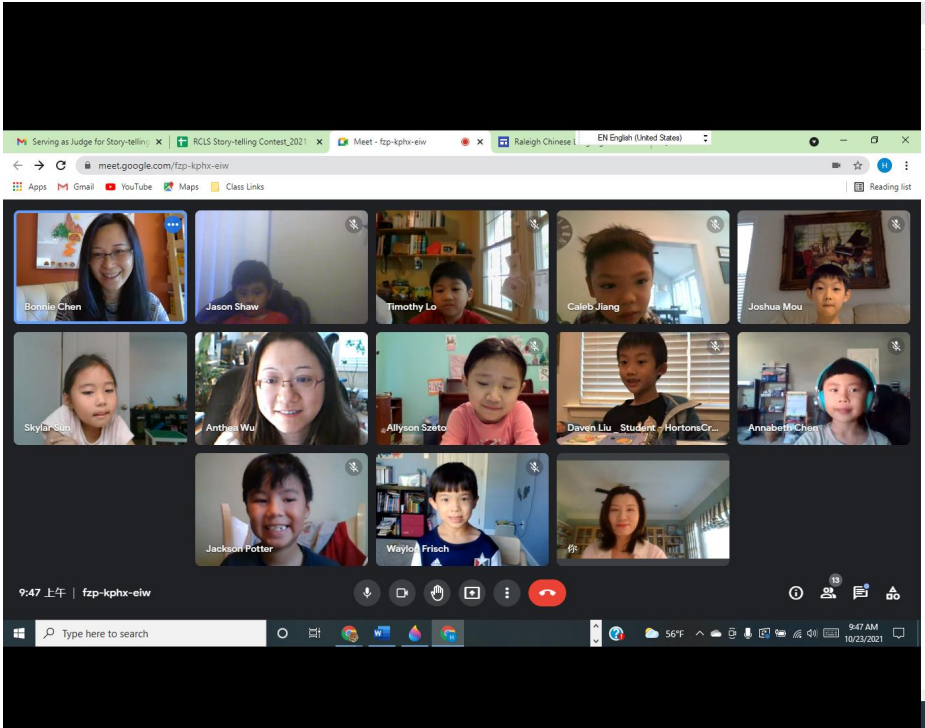 Serving as Judge for Story-telling
RCLS Story-telling Contest_2021
Meet - fzp-kphx-eiw
Raleigh Chinese L
EN English (United States)
meet.google.com/fzp-kphx-eiw
H
Apps
Gmail
YouTube
Maps
Class Links
Reading list
Bonnie Chen
Jason Shaw
Timothy Lo
Caleb Jiang
Joshua Mou
Skylar Sun
Anthea Wu
Allyson Szeto
Daven Liu _Student - HortonsCr...
Annabeth Chen
Jackson Potter
Waylon Frisch
你
9:47 上午 | fzp-kphx-eiw
13
Type here to search
56°F
9:47 AM
10/23/2021